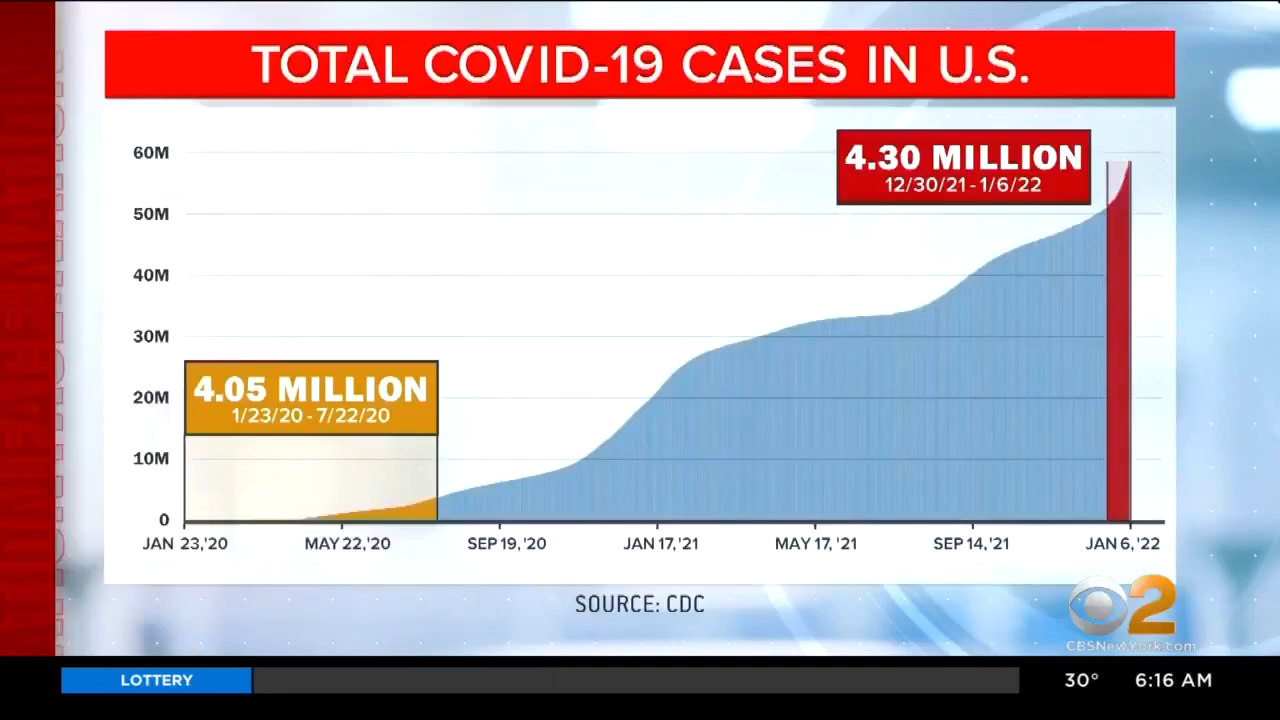 TOTAL COVID-19 CASES IN U.S.
60M
50M
40M
30M
20M
10M
0
4.30 MILLION
12/30/21 - 1/6/22
4.05 MILLION
1/23/20 - 7/22/20
JAN 23,'20
MAY 22,'20
SEP 19,'20
JAN 17,'21
MAY 17,'21
SEP 14,'21
JAN 6,'22
SOURCE: CDC
2
CBSNewYork.com
LOTTERY
30°
6:16 AM